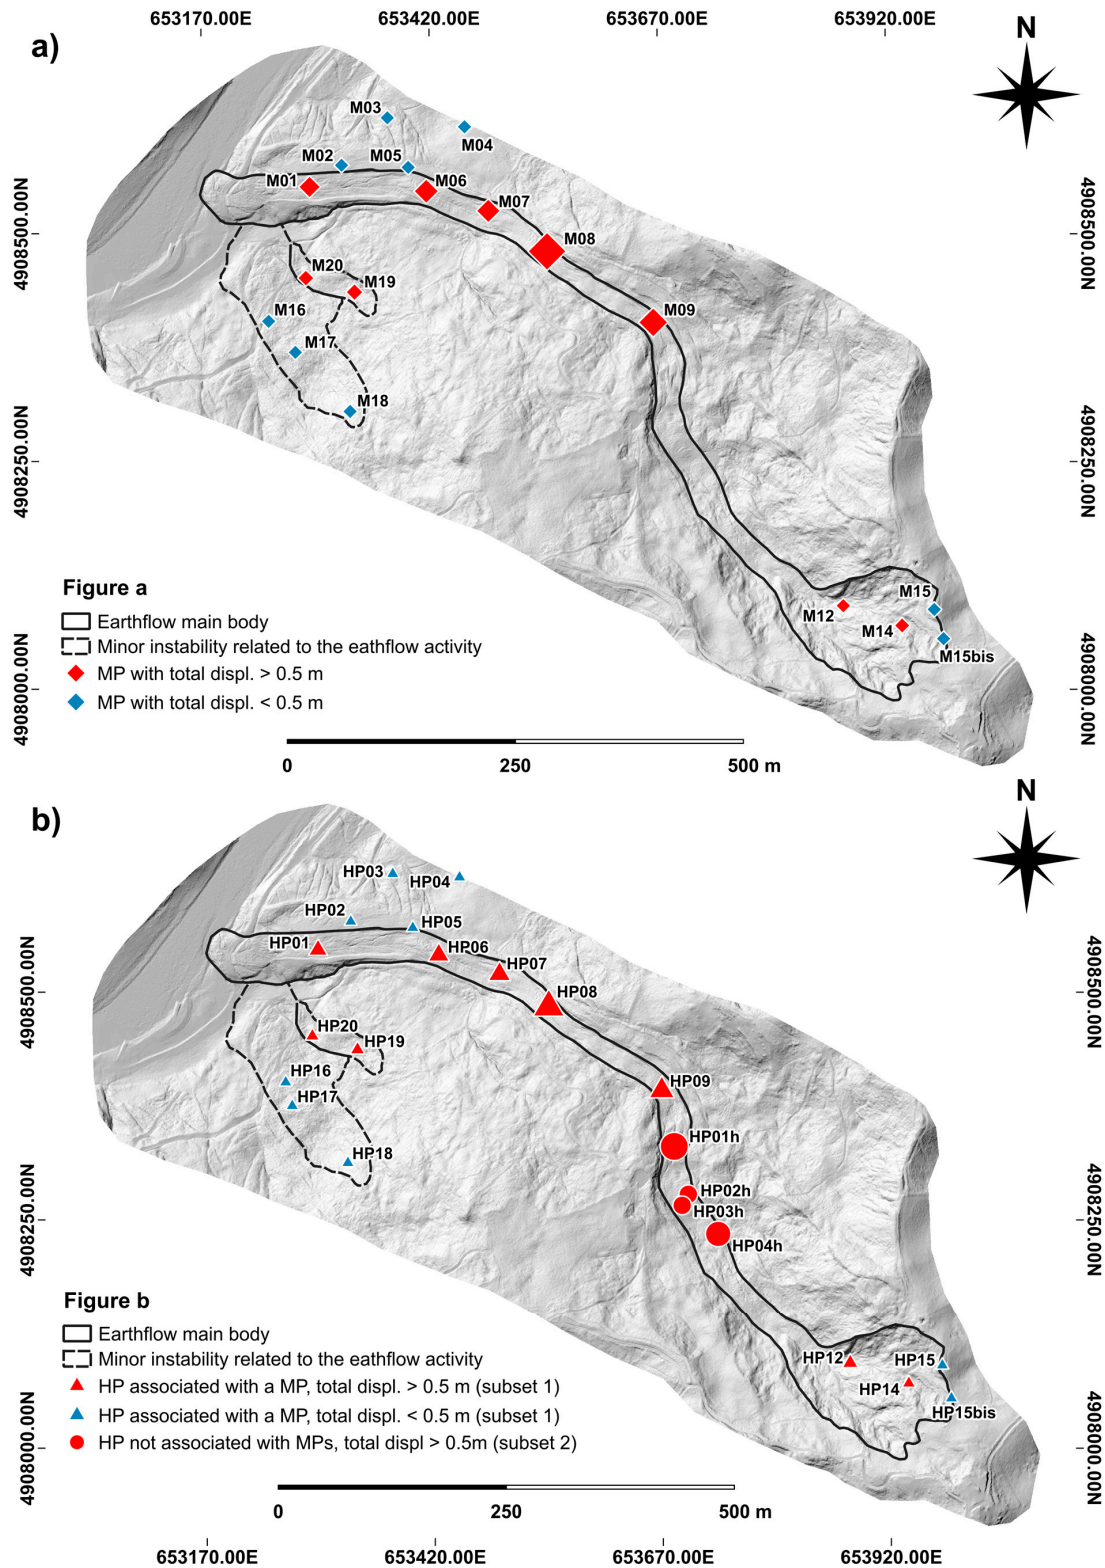 653170.00E 653420.00E 653670.00E 653920.00E
a)
N
M03
M04
M02 M05
M01 M06
M07
M08
4908500.00N 4908500.00N
M20 M19
M16 M09
M17
M18
4908250.00N 4908250.00N
Figure a
Earthflow main body
Minor instability related to the eathflow activity
MP with total displ. > 0.5 m
MP with total displ. < 0.5 m
M15
M12
M14
M15bis
4908000.00N 4908000.00N
0 250 500 m
b)
N
HP03 HP04
HP02 HP05
HP01 HP06
HP07
HP08
4908500.00N 4908500.00N
HP20 HP19
HP16 HP09
HP17
HP01h
HP18
HP02h
HP03h
HP04h
4908250.00N 4908250.00N
Figure b
Earthflow main body
Minor instability related to the eathflow activity
HP associated with a MP, total displ. > 0.5 m (subset 1)
HP associated with a MP, total displ. < 0.5 m (subset 1)
HP not associated with MPs, total displ > 0.5m (subset 2)
HP12 HP15
HP14
HP15bis
4908000.00N 4908000.00N
0 250 500 m
653170.00E 653420.00E 653670.00E 653920.00E